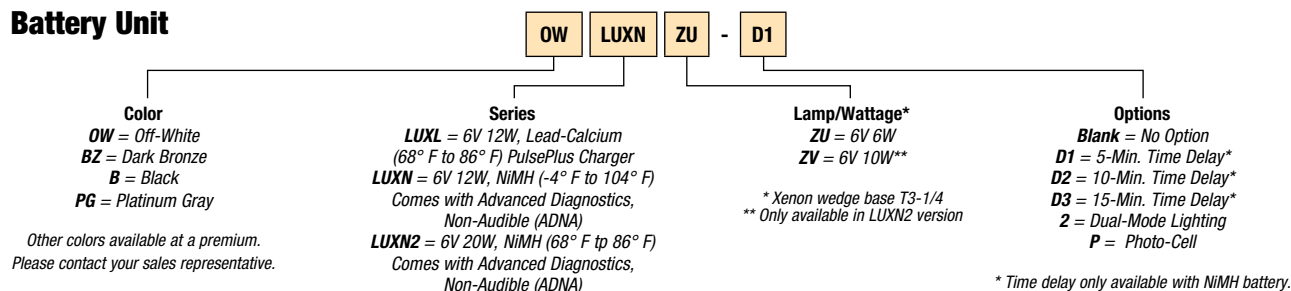 Battery Unit
OW LUXN ZU - D1
Color
OW = Off-White
BZ = Dark Bronze
B = Black
PG = Platinum Gray
Other colors available at a premium.
Please contact your sales representative.
Series
LUXL = 6V 12W, Lead-Calcium
(68° F to 86° F) PulsePlus Charger
LUXN = 6V 12W, NiMH (-4° F to 104° F)
Comes with Advanced Diagnostics,
Non-Audible (ADNA)
LUXN2 = 6V 20W, NiMH (68° F tp 86° F)
Comes with Advanced Diagnostics,
Non-Audible (ADNA)
Lamp/Wattage*
ZU = 6V 6W
ZV = 6V 10W**
* Xenon wedge base T3-1/4
** Only available in LUXN2 version
Options
Blank = No Option
D1 = 5-Min. Time Delay*
D2 = 10-Min. Time Delay*
D3 = 15-Min. Time Delay*
2 = Dual-Mode Lighting
P = Photo-Cell
* Time delay only available with NiMH battery.